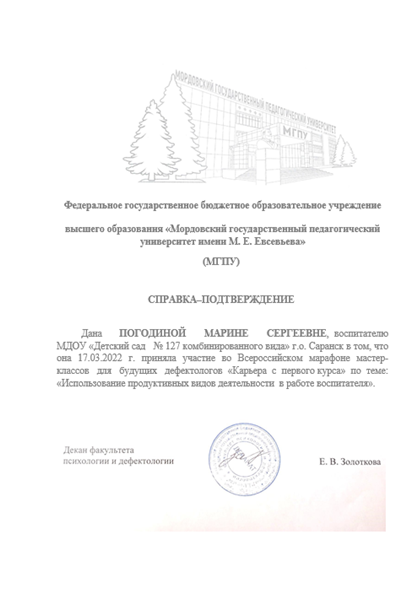 МОРДОВСКИЙ ГОСУДАРСТВЕННЫЙ ПЕДАГОГИЧЕСКИЙ УНИВЕРСИТЕТ
МГПУ
Федеральное государственное бюджетное образовательное учреждение
высшего образования «Мордовский государственный педагогический
университет имени М. Е. Евсевьева»
(МГПУ)
СПРАВКА–ПОДТВЕРЖДЕНИЕ
Дана ПОГОДИНОЙ МАРИНЕ СЕРГЕЕВНЕ, воспитателю
МДОУ «Детский сад № 127 комбинированного вида» г.о. Саранск в том, что
она 17.03.2022 г. приняла участие во Всероссийском марафоне мастер-
классов для будущих дефектологов «Карьера с первого курса» по теме:
«Использование продуктивных видов деятельности в работе воспитателя».
Декан факультета
психологии и дефектологии
Е. В. Золоткова